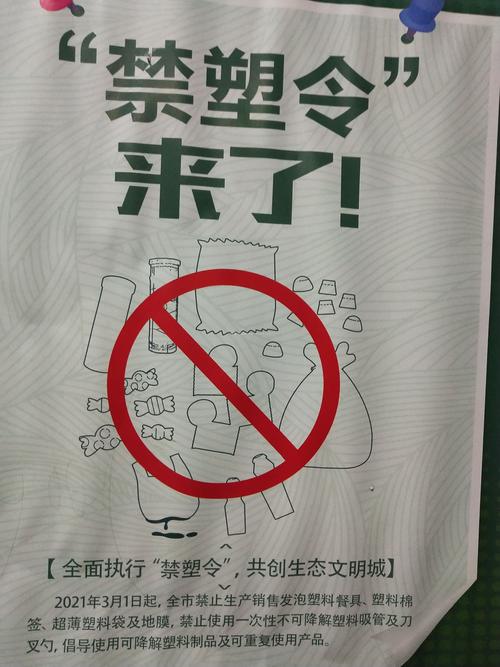 “禁塑令”
来了!
【 全面执行“禁塑令”, 共创生态文明城】
2021年3月1日起, 全市禁止生产销售发泡塑料餐具、塑料棉
签、超薄塑料袋及地膜, 禁止使用一次性不可降解塑料吸管及刀
叉勺, 倡导使用可降解塑料制品及可重复使用产品。